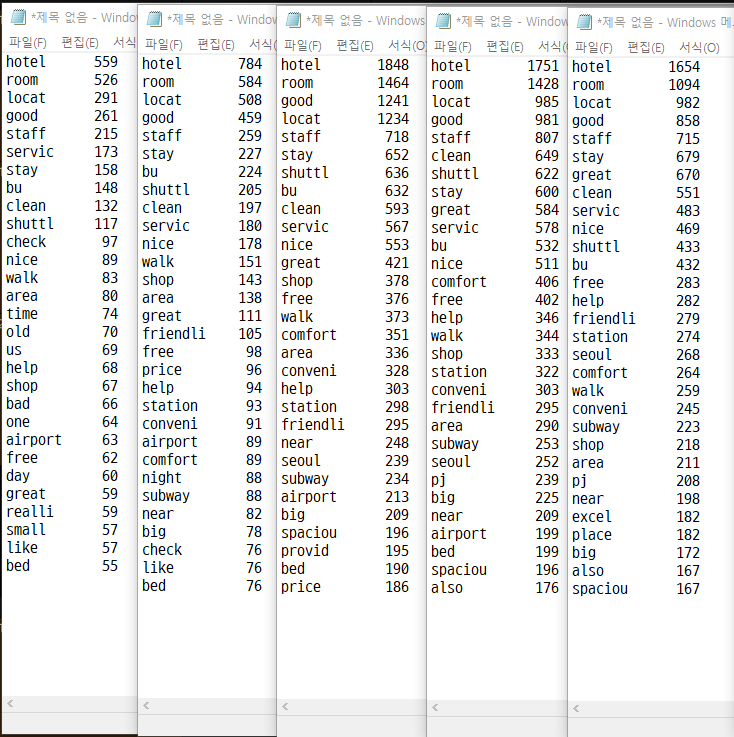 *제목 없음 - Windo
파일(F) 편집(E) 서식
hotel 559
room 526
locat 291
good 261
staff 215
servic 173
stay 158
bu 148
clean 132
shuttl 117
check 97
nice 89
walk 83
area 80
time 74
old 70
us 69
help 68
shop 67
bad 66
one 64
airport 63
free 62
day 60
great 59
realli 59
small 57
like 57
bed 55
*제목 없음 - Window
파일(F) 편집(E) 서식(
hotel 784
room 584
locat 508
good 459
staff 259
stay 227
bu 224
shuttl 205
clean 197
servic 180
nice 178
walk 151
shop 143
area 138
great 111
friendli 105
free 98
price 96
help 94
station 93
conveni 91
airport 89
comfort 89
night 88
subway 88
near 82
big 78
check 76
like 76
bed 76
*제목 없음 - Windows
파일(F) 편집(E) 서식(O)
hotel 1848
room 1464
good 1241
locat 1234
staff 718
stay 652
shuttl 636
bu 632
clean 593
servic 567
nice 553
great 421
shop 378
free 376
walk 373
comfort 351
area 336
conveni 328
help 303
station 298
friendli 295
near 248
seoul 239
subway 234
airport 213
big 209
spaciou 196
provid 195
bed 190
price 186
*제목 없음 - Window
파일(F) 편집(E) 서식(
hotel 1751
room 1428
locat 985
good 981
staff 807
clean 649
shuttl 622
stay 600
great 584
servic 578
bu 532
nice 511
comfort 406
free 402
help 346
walk 344
shop 333
station 322
conveni 303
friendli 295
area 290
subway 253
seoul 252
pj 239
big 225
near 209
airport 199
bed 199
spaciou 196
also 176
*제목 없음 - Windows 메
파일(F) 편집(E) 서식(O)
hotel 1654
room 1094
locat 982
good 858
staff 715
stay 679
great 670
clean 551
servic 483
nice 469
shuttl 433
bu 432
free 283
help 282
friendli 279
station 274
seoul 268
comfort 264
walk 259
conveni 245
subway 223
shop 218
area 211
pj 208
near 198
excel 182
place 182
big 172
also 167
spaciou 167